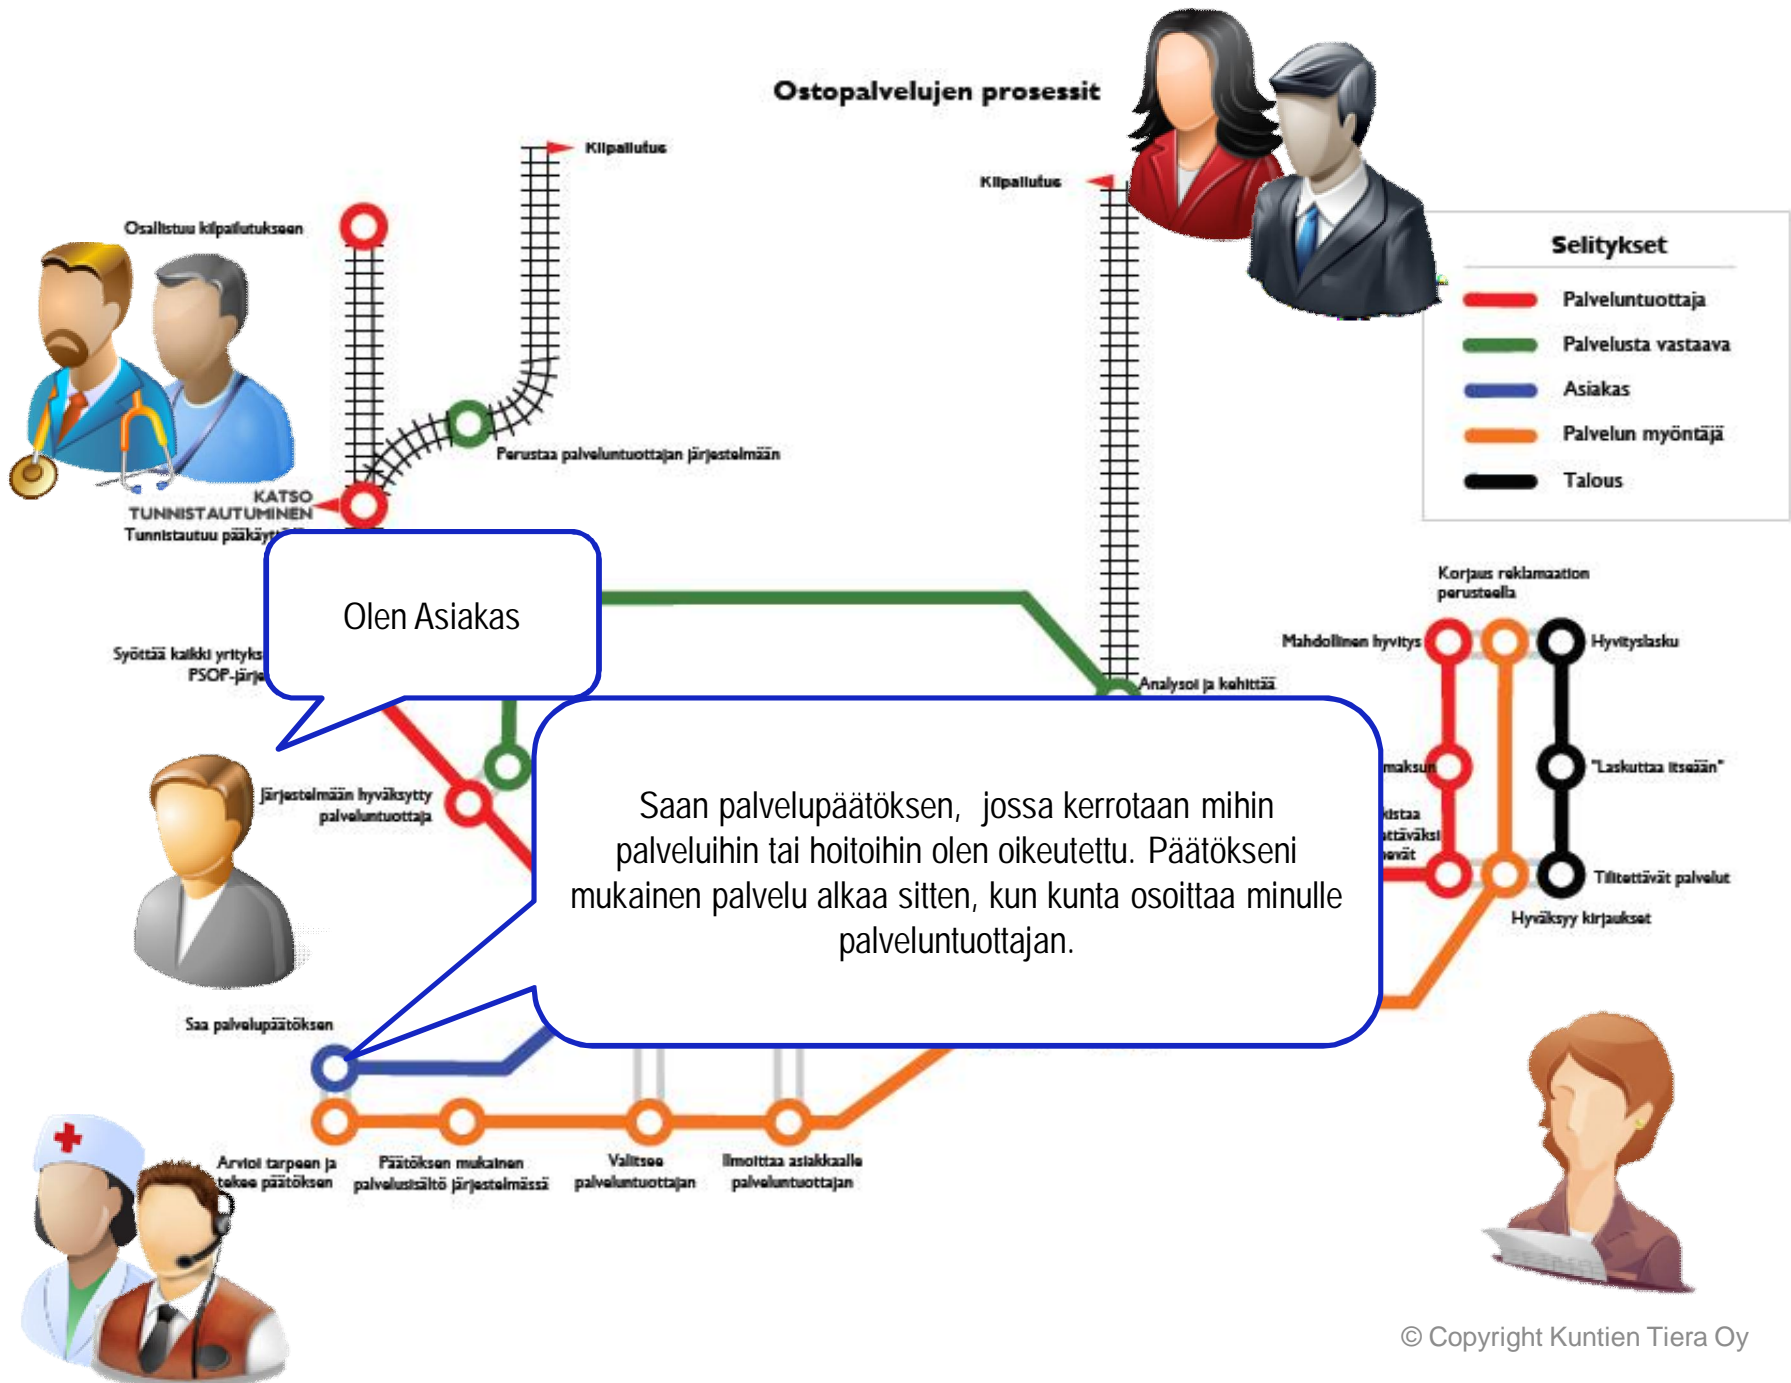 Ostopalvelujen prosessit
Kilpailutus
Kilpailutus
Osallistuu kilpailutukseen
Selitykset
Palveluntuottaja
Palvelusta vastaava
Asiakas
Palvelun myöntäjä
Talous
Perustaa palveluntuottajan järjestelmään
KATSO
TUNNISTAUTUMINEN
Tunnistautuu
Olen Asiakas
Syöttää kaikki
Korjaus reklamaation
perusteella
Mahdollinen hyvitys
Hyvityslasku
Analysoi ja kehittää
"Laskuttaa itseään"
Järjestelmään hyväksytty
palveluntuottaja
Saan palvelupäätöksen, jossa kerrotaan mihin
palveluihin tai hoitoihin olen oikeutettu. Päätökseni
mukainen palvelu alkaa sitten, kun kunta osoittaa minulle
palveluntuottajan.
Tilitettävät palvelut
Hyväksyy kirjaukset
Saa palvelupäätöksen
Arvioi tarpeen ja
tekee päätöksen
Päätöksen mukainen
palvelusisältö järjestelmässä
Valitsee
palveluntuottajan
Ilmoittaa asiakkaalle
palveluntuottajan
© Copyright Kuntien Tiera Oy